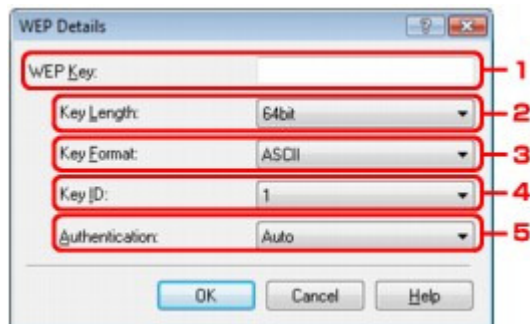 WEP Details
WEP Key: 1
Key Length: 64bit 2
Key Format: ASCII 3
Key ID: 1 4
Authentication: Auto 5
OK Cancel Help